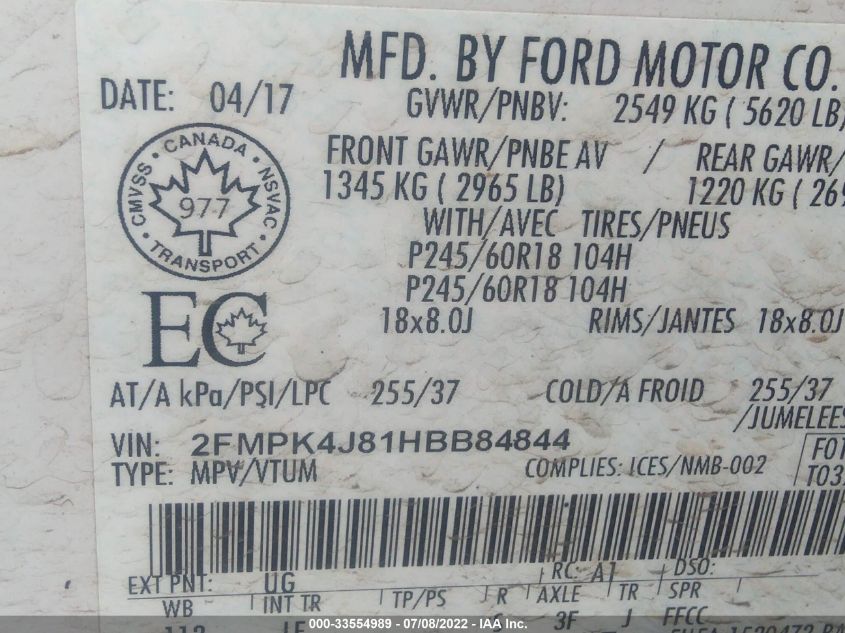 MFD. BY FORD MOTOR CO.
DATE: 04/17
GVWR/PNBV: 2549 KG ( 5620 LB)
FRONT GAWR/PNBE AV / REAR GAWR/
1345 KG ( 2965 LB) 1220 KG ( 269
WITH/AVEC TIRES/PNEUS
P245/60R18 104H
P245/60R18 104H
18x8.0J RIMS/JANTES 18x8.0J
CMVSS • CANADA • NSVAC • TRANSPORT •
977
EC
AT/A kPa/PSI/LPC 255/37 COLD/A FROID 255/37
/JUMELEES
VIN: 2FMPK4J81HBB84844
F01
TYPE: MPV/VTUM COMPLIES: ICES/NMB-002
T03
EXT PNT: UG RC: A1 DSO:
WB INT TR TP/PS R AXLE TR SPR
3F J FFCC
000-33554989 - 07/08/2022 - IAA Inc.